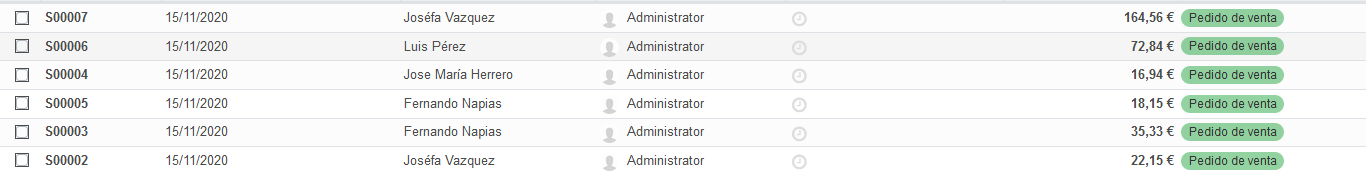 S00007 15/11/2020 Joséfa Vazquez Administrator 164,56 € Pedido de venta
S00006 15/11/2020 Luis Pérez Administrator 72,84 € Pedido de venta
S00004 15/11/2020 Jose María Herrero Administrator 16,94 € Pedido de venta
S00005 15/11/2020 Fernando Napias Administrator 18,15 € Pedido de venta
S00003 15/11/2020 Fernando Napias Administrator 35,33 € Pedido de venta
S00002 15/11/2020 Joséfa Vazquez Administrator 22,15 € Pedido de venta